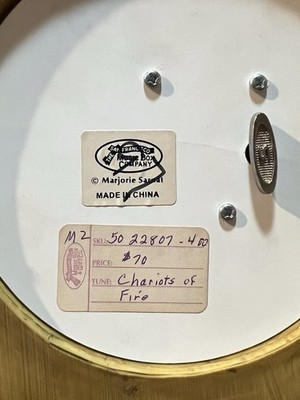 SAN FRANCISCO
Music Box
COMPANY
© Marjorie Sarnat
MADE IN CHINA
M2
SKU: 50 22807-400
PRICE: $70
TUNE: Chariots of
Fire